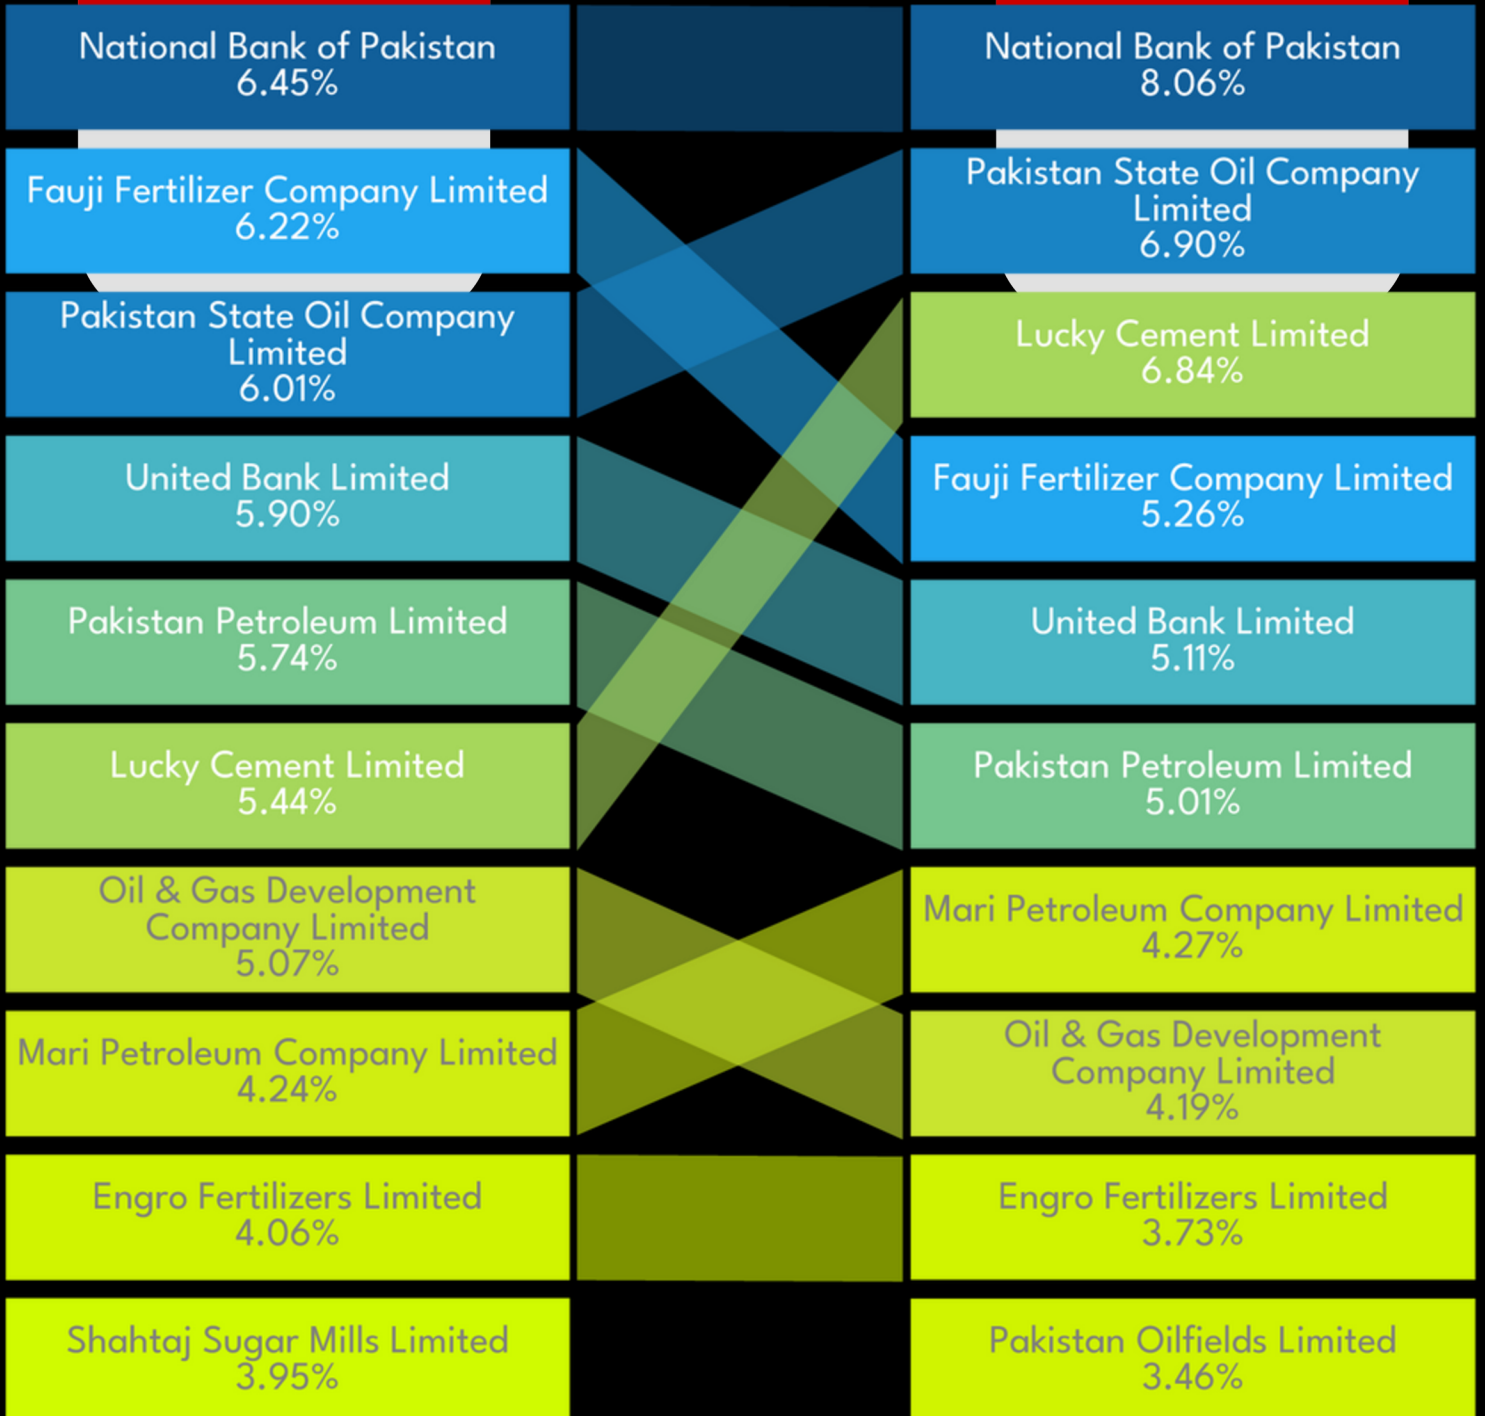 National Bank of Pakistan
6.45%
Fauji Fertilizer Company Limited
6.22%
Pakistan State Oil Company
Limited
6.01%
United Bank Limited
5.90%
Pakistan Petroleum Limited
5.74%
Lucky Cement Limited
5.44%
Oil & Gas Development
Company Limited
5.07%
Mari Petroleum Company Limited
4.24%
Engro Fertilizers Limited
4.06%
Shahtaj Sugar Mills Limited
3.95%
National Bank of Pakistan
8.06%
Pakistan State Oil Company
Limited
6.90%
Lucky Cement Limited
6.84%
Fauji Fertilizer Company Limited
5.26%
United Bank Limited
5.11%
Pakistan Petroleum Limited
5.01%
Mari Petroleum Company Limited
4.27%
Oil & Gas Development
Company Limited
4.19%
Engro Fertilizers Limited
3.73%
Pakistan Oilfields Limited
3.46%